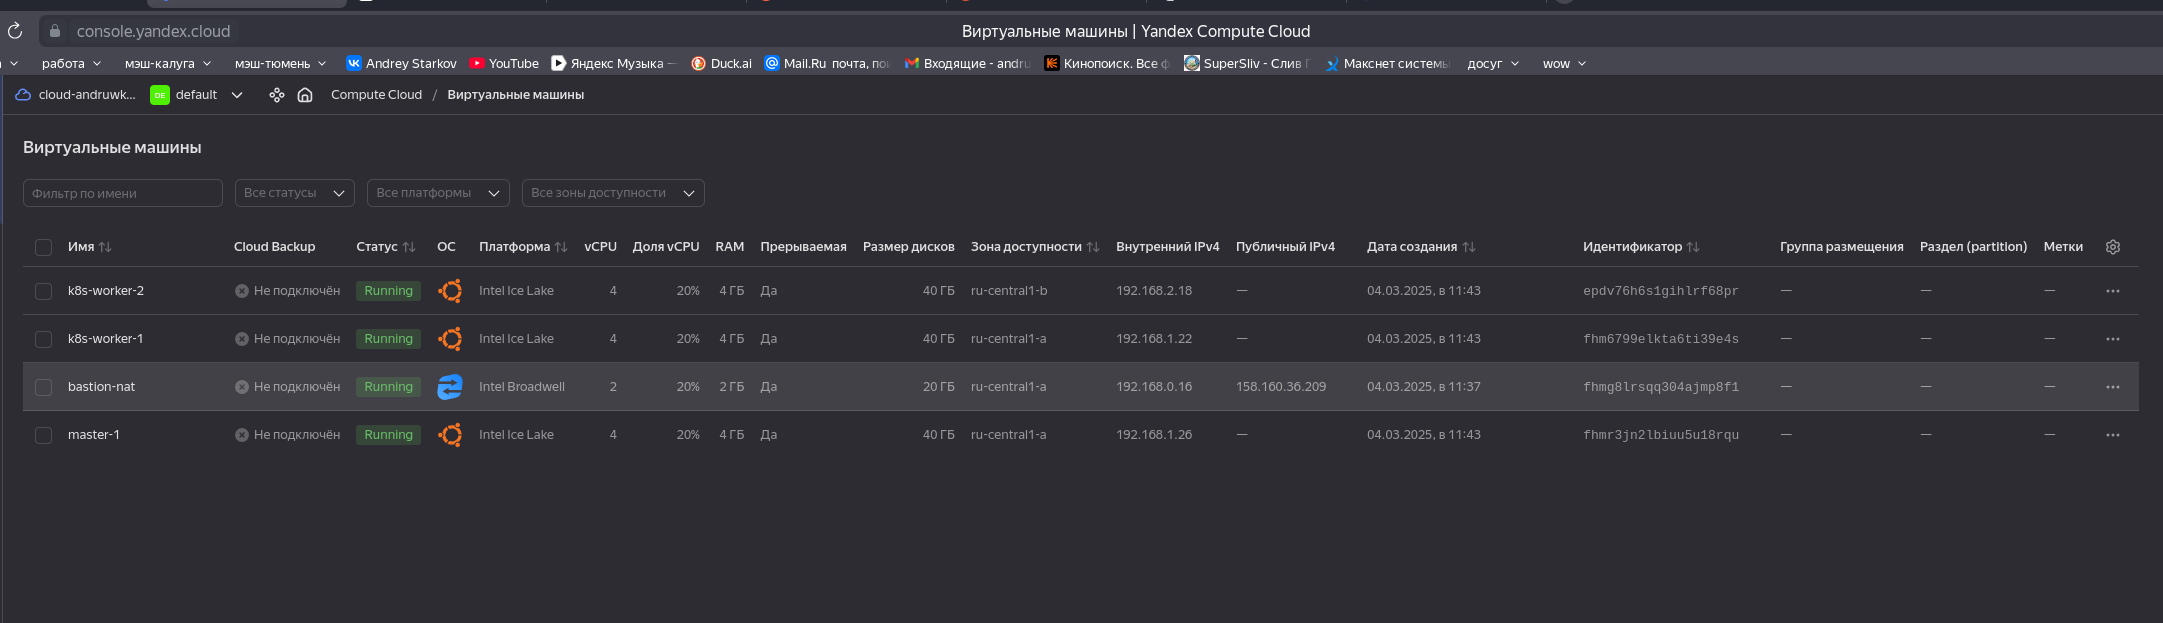 console.yandex.cloud Виртуальные машины | Yandex Compute Cloud
работа мэш-калуга мэш-тюмень Andrey Starkov YouTube Яндекс Музыка — Duck.ai Mail.Ru почта, по Входящие - andru Кинопоиск. Все SuperSliv - Слив Макснет системы досуг wow
cloud-andruwk... DE default Compute Cloud / Виртуальные машины
Виртуальные машины
Фильтр по имени Все статусы Все платформы Все зоны доступности
Имя Cloud Backup Статус ОС Платформа vCPU Доля vCPU RAM Прерываемая Размер дисков Зона доступности Внутренний IPv4 Публичный IPv4 Дата создания Идентификатор Группа размещения Раздел (partition) Метки
k8s-worker-2 Не подключён Running Intel Ice Lake 4 20% 4 ГБ Да 40 ГБ ru-central1-b 192.168.2.18 — 04.03.2025, в 11:43 epdv76h6s1gihlrf68pr — — — ...
k8s-worker-1 Не подключён Running Intel Ice Lake 4 20% 4 ГБ Да 40 ГБ ru-central1-a 192.168.1.22 — 04.03.2025, в 11:43 fhm6799elkta6ti39e4s — — — ...
bastion-nat Не подключён Running Intel Broadwell 2 20% 2 ГБ Да 20 ГБ ru-central1-a 192.168.0.16 158.160.36.209 04.03.2025, в 11:37 fhmg8lrsqq304ajmp8f1 — — — ...
master-1 Не подключён Running Intel Ice Lake 4 20% 4 ГБ Да 40 ГБ ru-central1-a 192.168.1.26 — 04.03.2025, в 11:43 fhmr3jn2lbiuu5u18rqu — — — ...